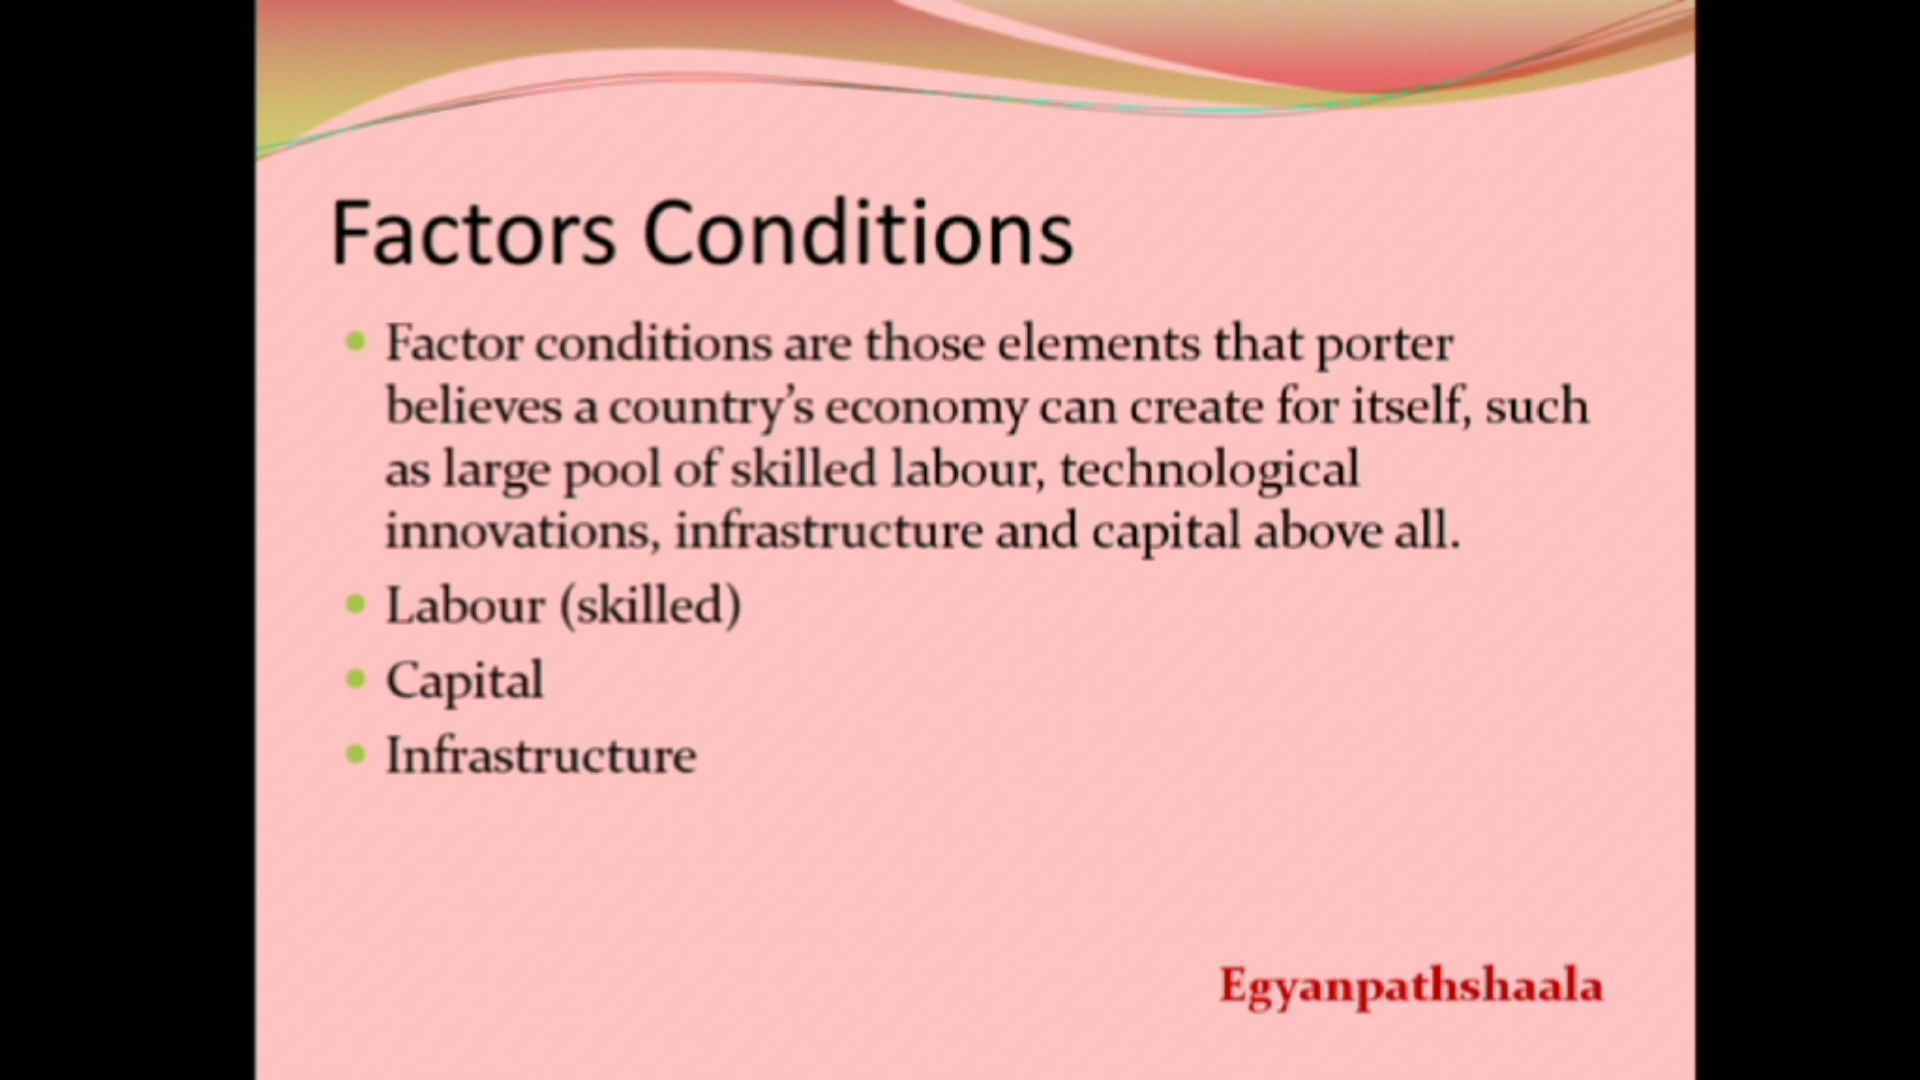 Factors Conditions
Factor conditions are those elements that porter
believes a country’s economy can create for itself, such
as large pool of skilled labour, technological
innovations, infrastructure and capital above all.
Labour (skilled)
Capital
Infrastructure
Egyanpathshaala